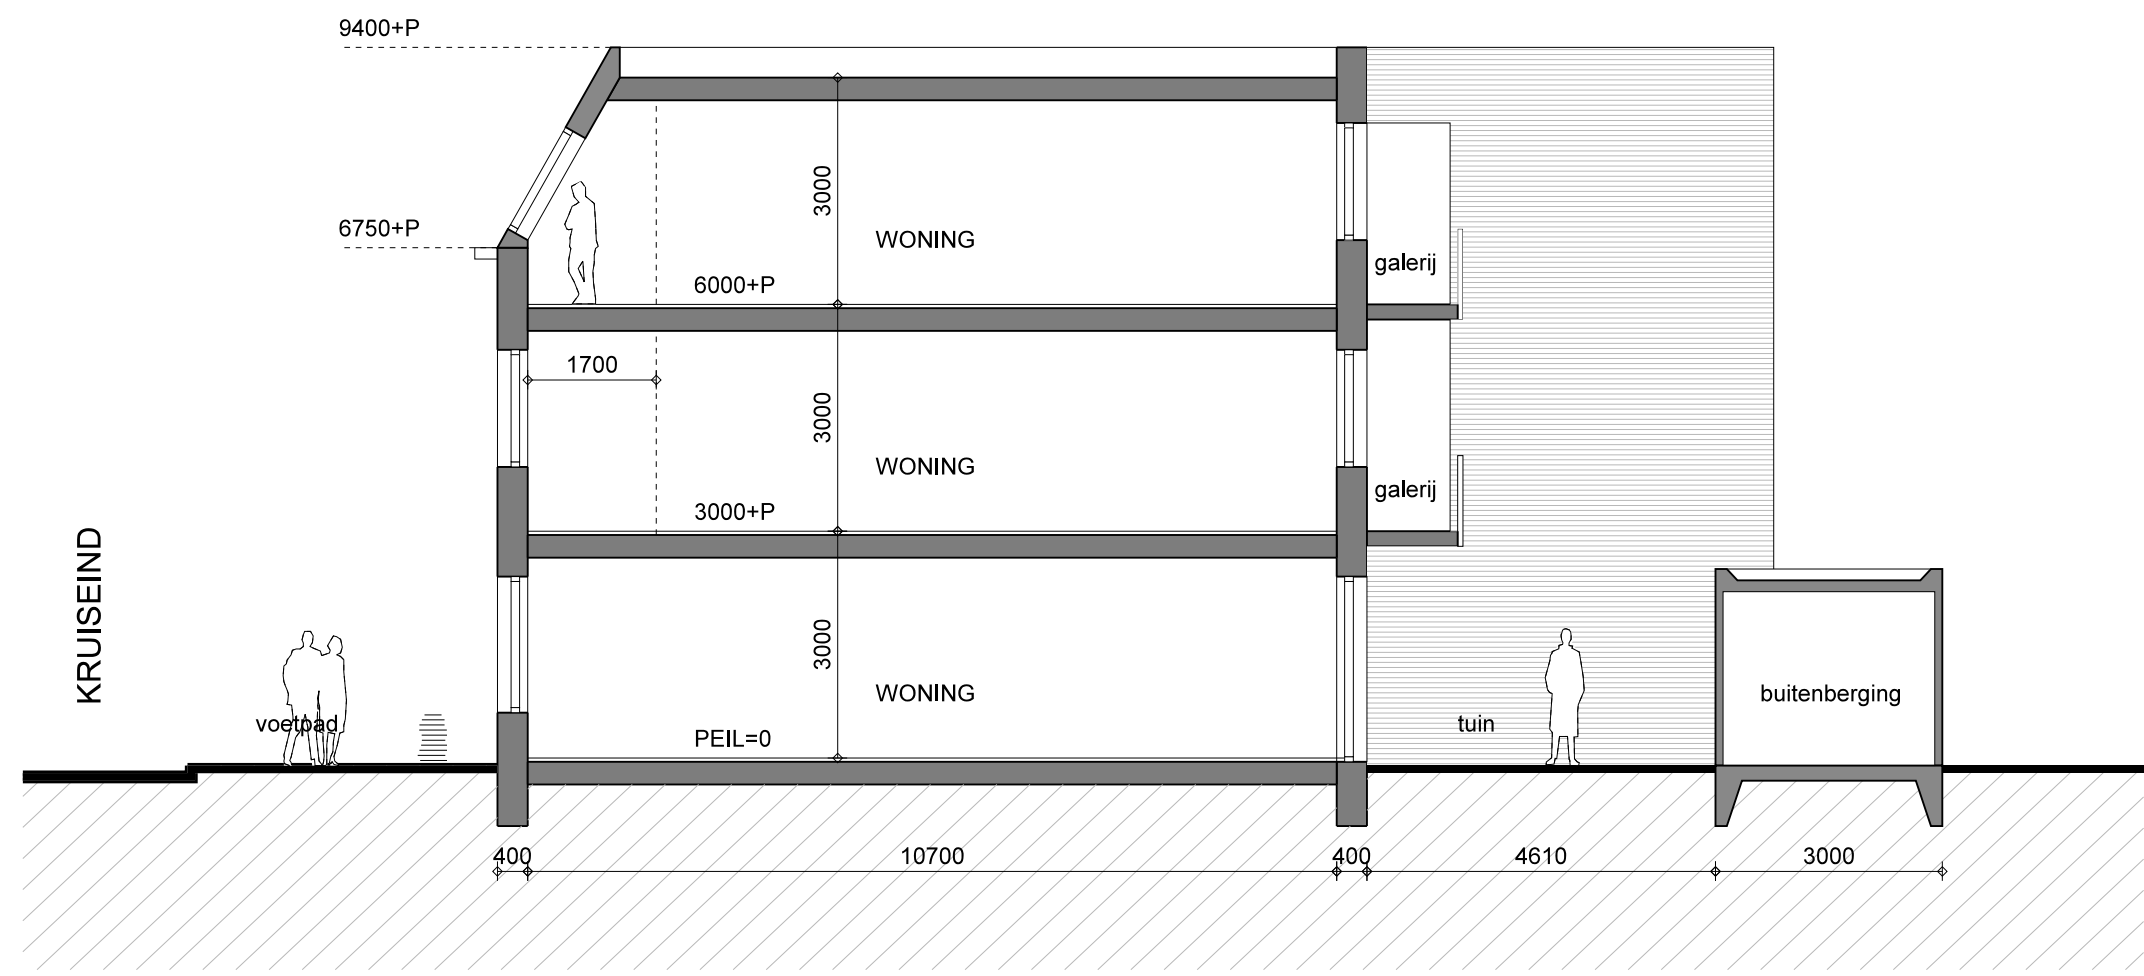 9400+P
3000
6750+P
WONING
galerij
6000+P
1700
3000
WONING
galerij
3000+P
KRUISEIND
3000
WONING
buitenberging
voetpad
tuin
PEIL=0
400
10700
400
4610
3000